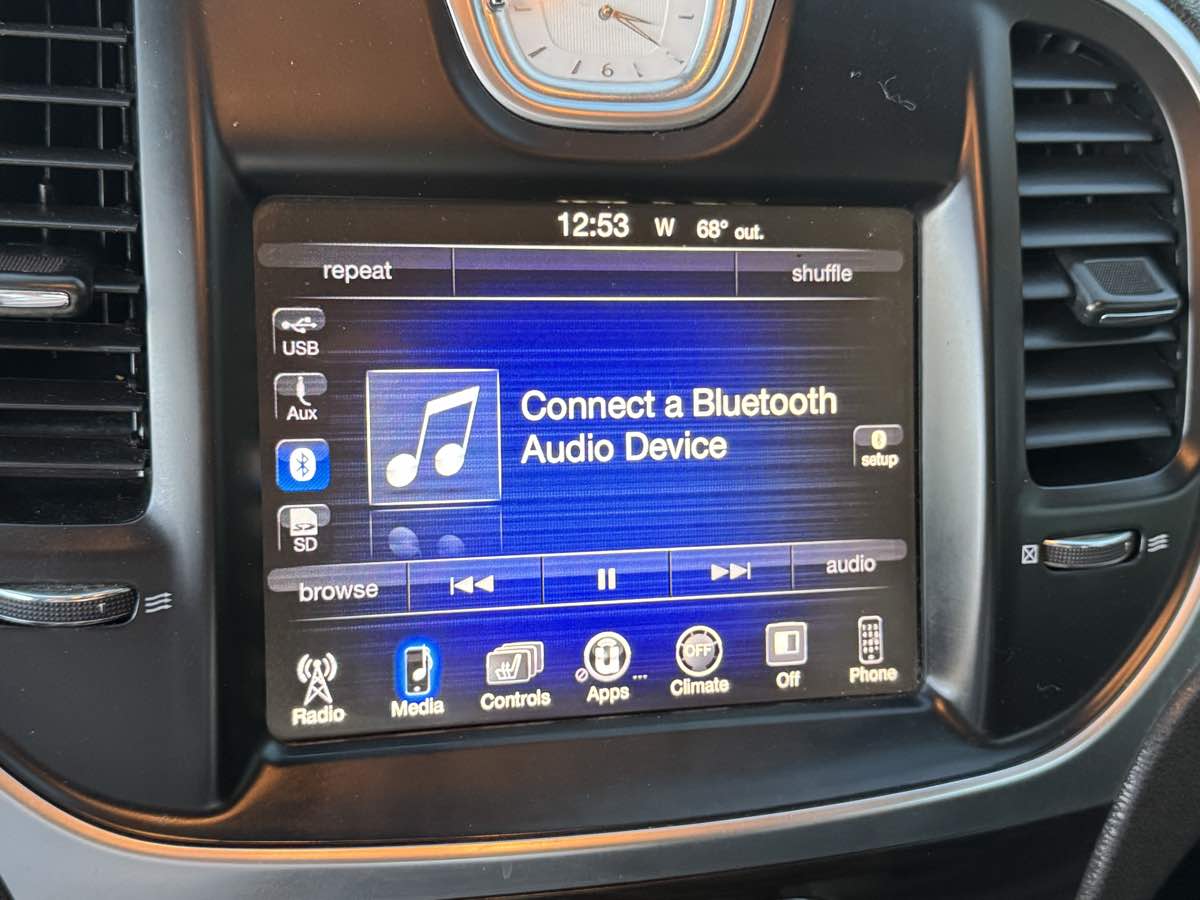 6
12:53 W 68° out.
repeat shuffle
USB
Aux
Connect a Bluetooth
Audio Device
setup
SD
browse audio
Radio Media Controls Apps ... OFF Climate Off Phone